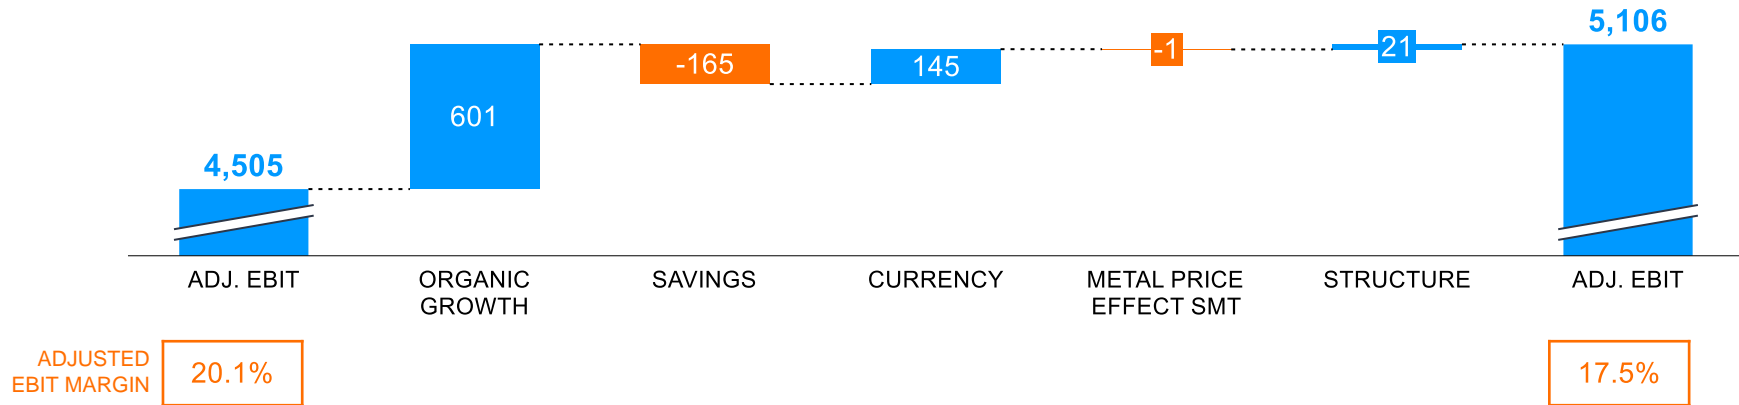 5,106
21
-1
-165
145
601
4,505
ADJ. EBIT
ORGANIC
GROWTH
SAVINGS
CURRENCY
METAL PRICE
EFFECT SMT
STRUCTURE
ADJ. EBIT
ADJUSTED
EBIT MARGIN
20.1%
17.5%